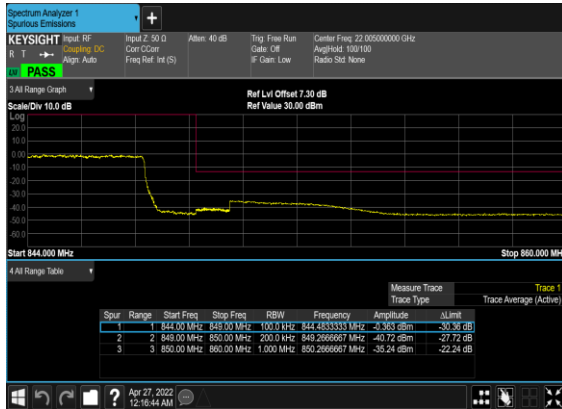 Spectrum Analyzer 1
Spurious Emissions
+
KEYSIGHT Input: RF Input Z: 50 Ω Atten: 40 dB Trig: Free Run Center Freq: 22.005000000 GHz
R T Coupling: DC Corr CCorr Gate: Off Avg|Hold: 100/100
Align: Auto Freq Ref: Int (S) IF Gain: Low Radio Std: None
PASS
3 All Range Graph
Ref Lvl Offset 7.30 dB
Scale/Div 10.0 dB Ref Value 30.00 dBm
Log
20.0
10.0
0.00
-10.0
-20.0
-30.0
-40.0
-50.0
-60.0
Start 844.000 MHz Stop 860.000 MH
4 All Range Table
Measure Trace Trace 1
Trace Type Trace Average (Active)
Spur Range Start Freq Stop Freq RBW Frequency Amplitude ΔLimit
1 1 844.00 MHz 849.00 MHz 100.0 kHz 844.4833333 MHz -0.363 dBm -30.36 dB
2 2 849.00 MHz 850.00 MHz 200.0 kHz 849.2666667 MHz -40.72 dBm -27.72 dB
3 3 850.00 MHz 860.00 MHz 1.000 MHz 850.2666667 MHz -35.24 dBm -22.24 dB
? Apr 27, 2022
12:16:44 AM